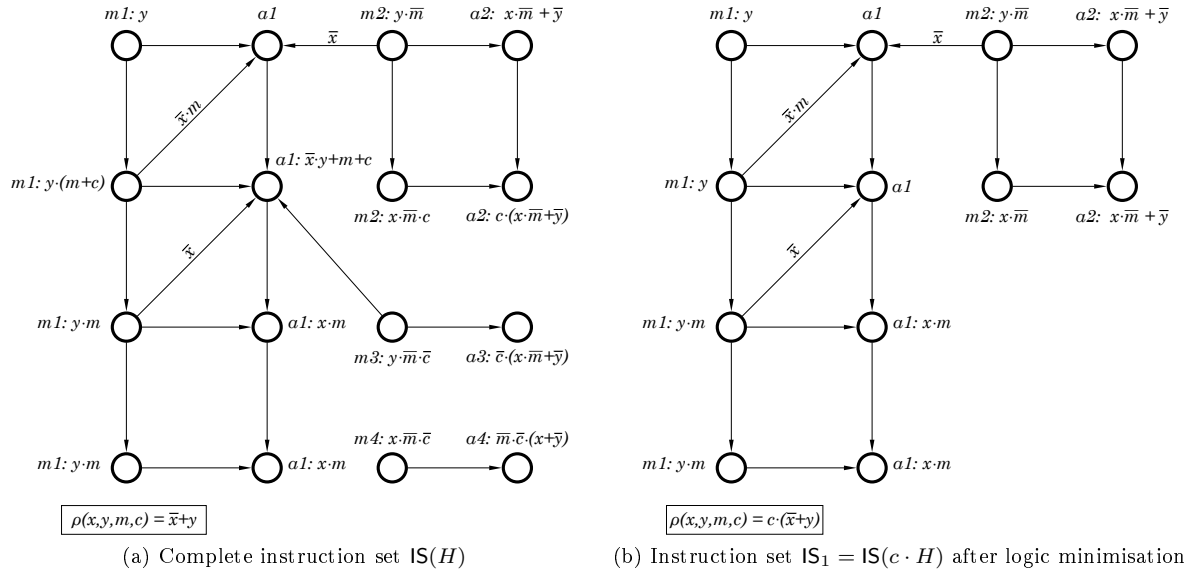 m1: y a1 m2: y·m̅ a2: x·m̅ + y̅ m1: y a1 m2: y·m̅ a2: x·m̅ + y̅
x̅ x̅
x̅·m x̅·m
a1: x̅·y+m+c
m1: y·(m+c) m1: y a1
m2: x·m̅·c a2: c·(x·m̅+y̅) m2: x·m̅ a2: x·m̅ + y̅
x̅ x̅
m1: y·m a1: x·m m1: y·m a1: x·m
m3: y·m̅·c̅ a3: c̅·(x·m̅+y̅)
m4: x·m̅·c̅ a4: m̅·c̅·(x+y̅)
m1: y·m a1: x·m m1: y·m a1: x·m
ρ(x,y,m,c) = x̅+y ρ(x,y,m,c) = c·(x̅+y)
(a) Complete instruction set IS(H) (b) Instruction set IS₁ = IS(c · H) after logic minimisation